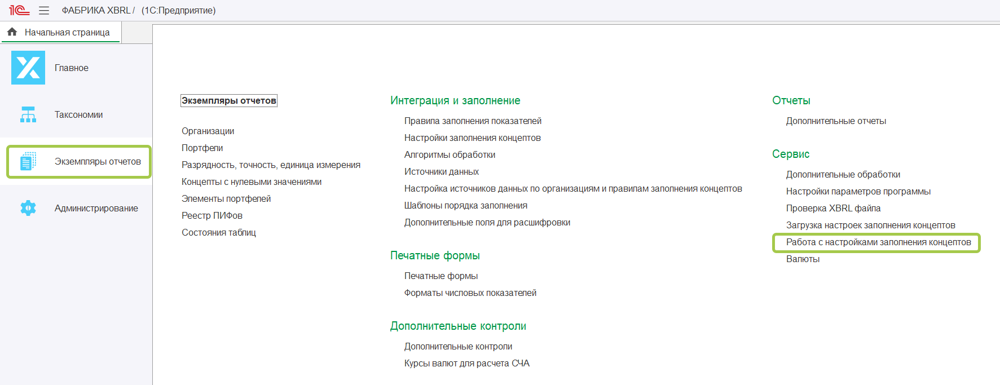 1С ФАБРИКА XBRL / (1С:Предприятие)
Начальная страница
Главное
Таксономии
Экземпляры отчетов
Администрирование
Экземпляры отчетов
Организации
Портфели
Разрядность, точность, единица измерения
Концепты с нулевыми значениями
Элементы портфелей
Реестр ПИФов
Состояния таблиц
Интеграция и заполнение
Правила заполнения показателей
Настройки заполнения концептов
Алгоритмы обработки
Источники данных
Настройка источников данных по организациям и правилам заполнения концептов
Шаблоны порядка заполнения
Дополнительные поля для расшифровки
Печатные формы
Печатные формы
Форматы числовых показателей
Дополнительные контроли
Дополнительные контроли
Курсы валют для расчета СЧА
Отчеты
Дополнительные отчеты
Сервис
Дополнительные обработки
Настройки параметров программы
Проверка XBRL файла
Загрузка настроек заполнения концептов
Работа с настройками заполнения концептов
Валюты